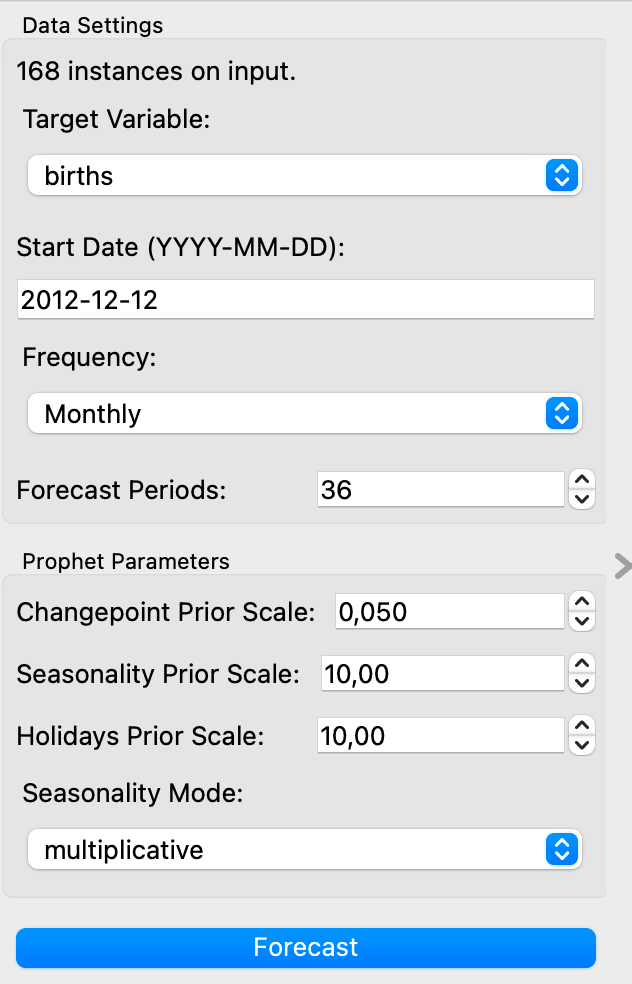 Data Settings
168 instances on input.
Target Variable:
births
Start Date (YYYY-MM-DD):
2012-12-12
Frequency:
Monthly
Forecast Periods: 36
Prophet Parameters
Changepoint Prior Scale: 0,050
Seasonality Prior Scale: 10,00
Holidays Prior Scale: 10,00
Seasonality Mode:
multiplicative
Forecast